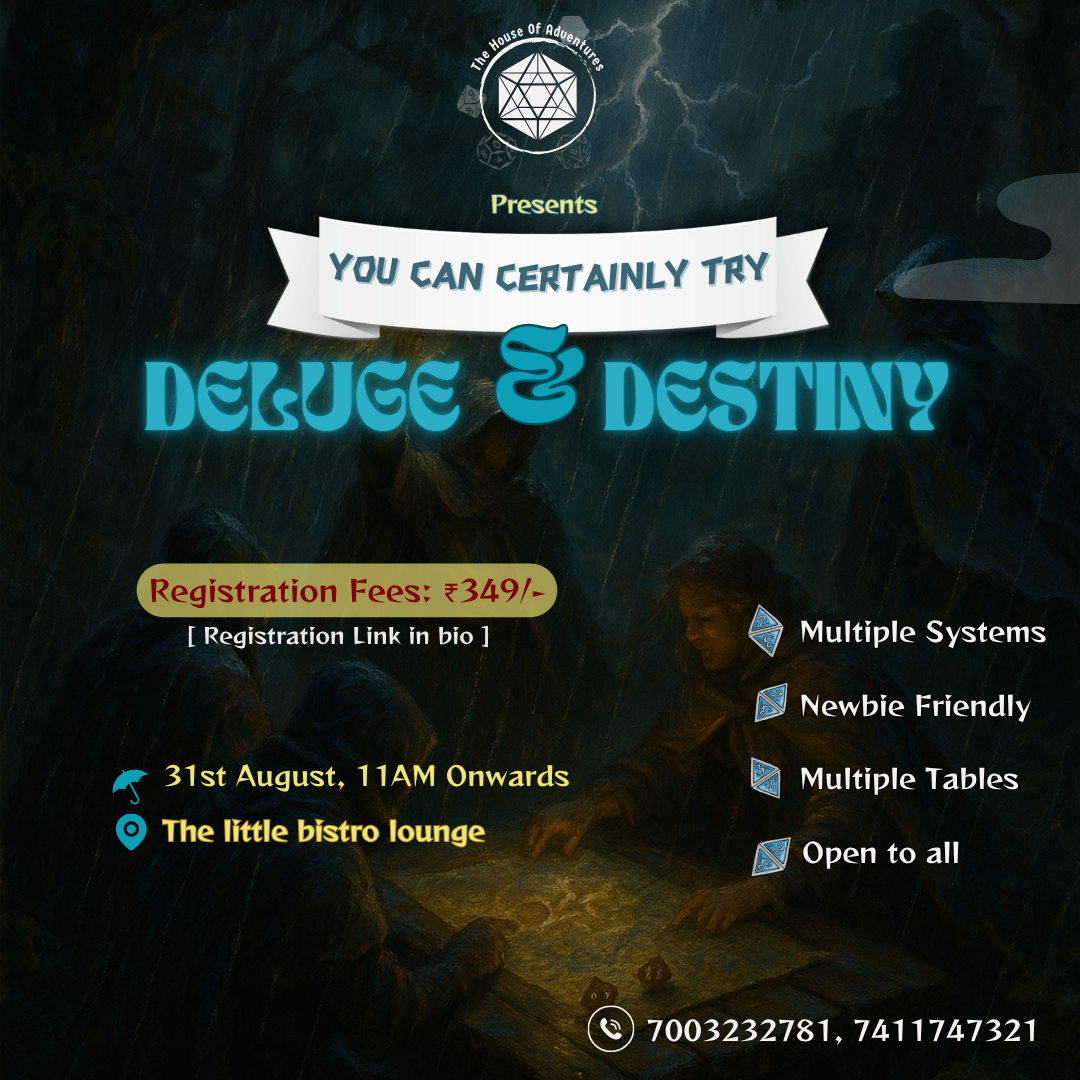 The House Of Adventures
Presents
YOU CAN CERTAINLY TRY
DELUGE & DESTINY
Registration Fees: ₹349/-
[ Registration Link in bio ]
Multiple Systems
Newbie Friendly
31st August, 11AM Onwards
Multiple Tables
The little bistro lounge
Open to all
7003232781, 7411747321